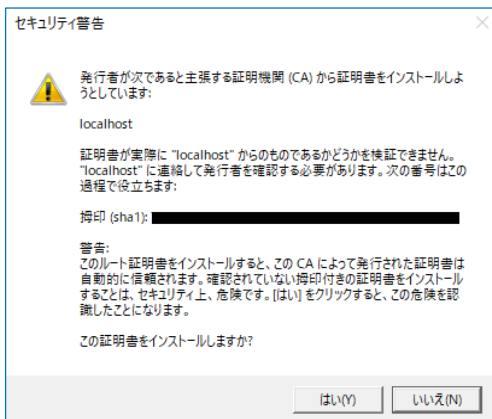 セキュリティ警告
発行者が次であると主張する証明機関 (CA) から証明書をインストールしよ
うとしています:
localhost
証明書が実際に "localhost" からのものであるかどうかを検証できません。
"localhost" に連絡して発行者を確認する必要があります。次の番号はこの
過程で役立ちます:
拇印 (sha1):
警告:
このルート証明書をインストールすると、この CA によって発行された証明書は
自動的に信頼されます。確認されていない拇印付きの証明書をインストール
することは、セキュリティ上、危険です。[はい] をクリックすると、この危険を認
識したことになります。
この証明書をインストールしますか?
はい(Y)
いいえ(N)